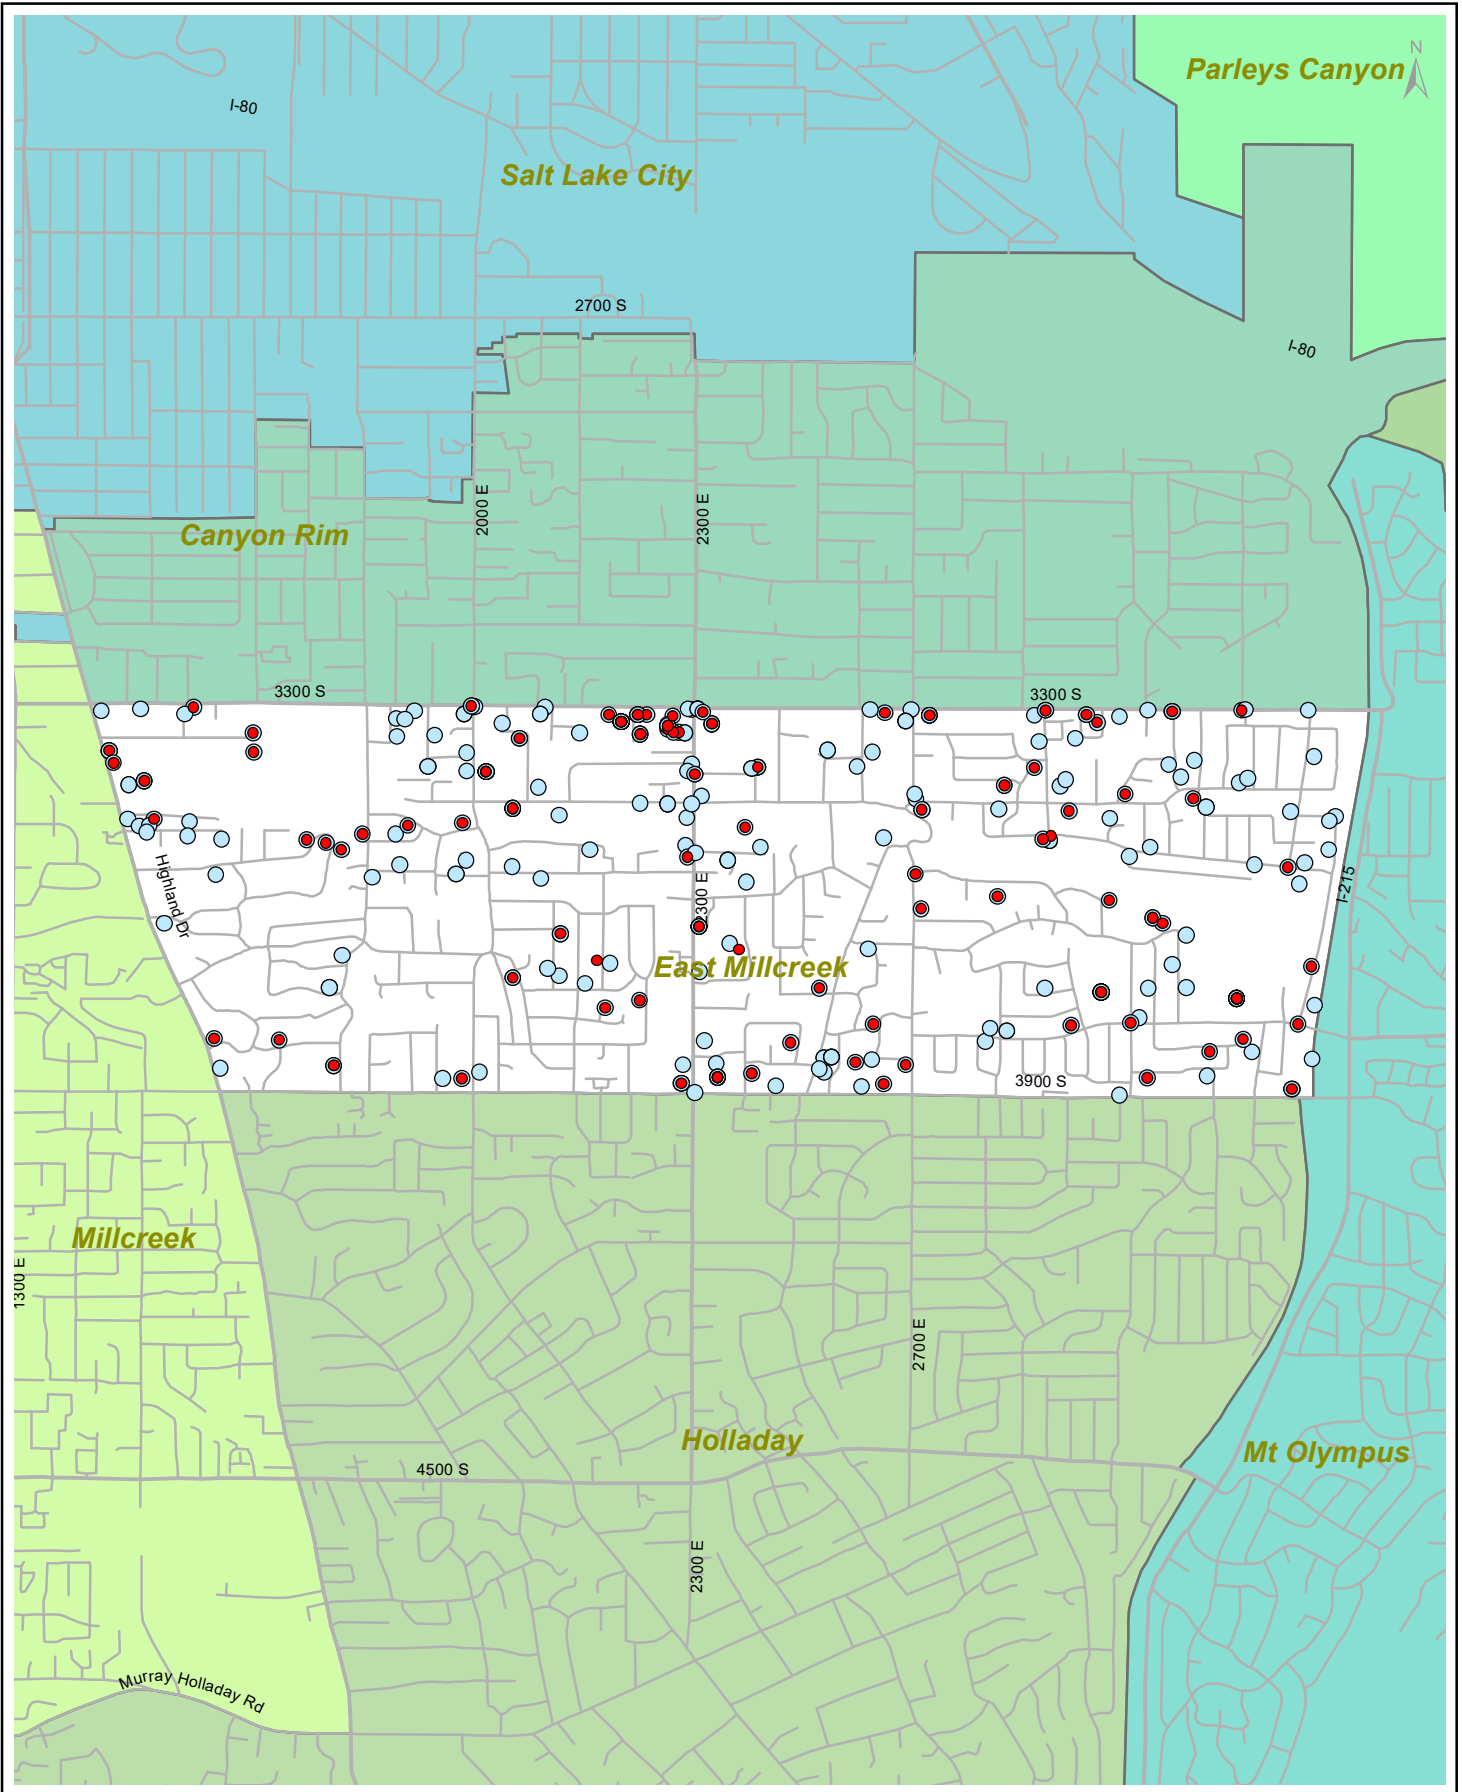 N
Parleys Canyon
I-80
Salt Lake City
2700 S
I-80
2000 E
2300 E
Canyon Rim
3300 S
3300 S
Highland Dr
2300 E
I-215
East Millcreek
3900 S
Millcreek
1300 E
2700 E
Holladay
Mt Olympus
4500 S
2300 E
Murray Holladay Rd